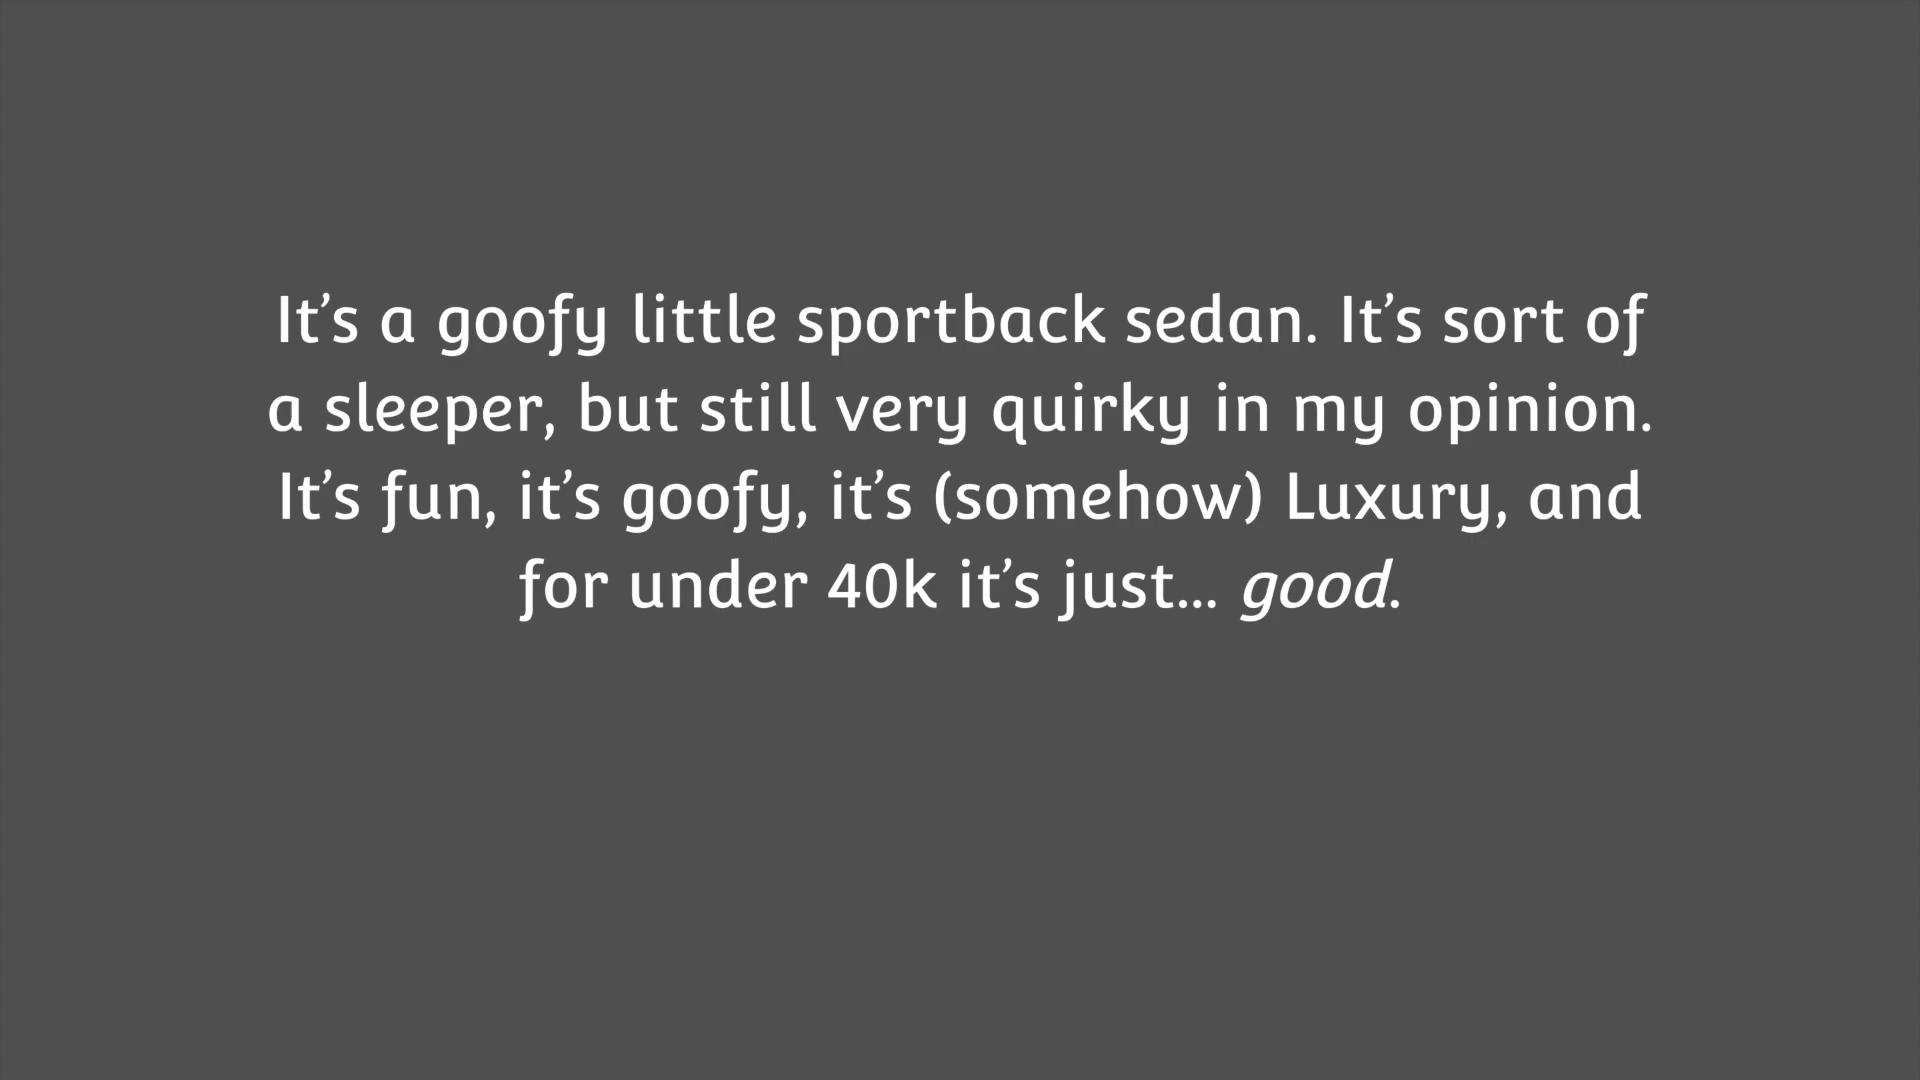 It’s a goofy little sportback sedan. It’s sort of
a sleeper, but still very quirky in my opinion.
It’s fun, it’s goofy, it’s (somehow) Luxury, and
for under 40k it’s just... good.